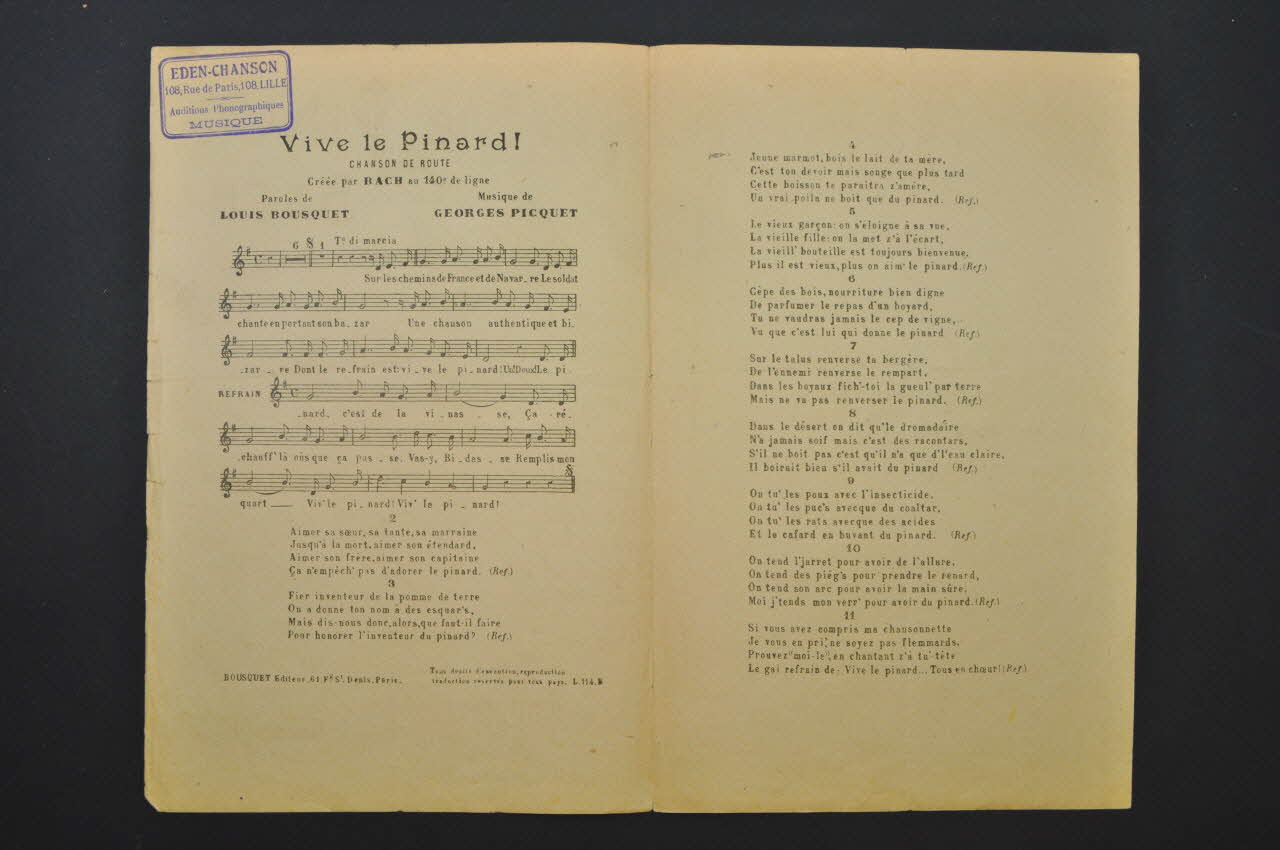 EDEN-CHANSON
108, Rue de Paris, 108. LILLE
Auditions Phonographiques
MUSIQUE
Vive le Pinard!
CHANSON DE ROUTE
Créée par BACH au 140e de ligne
Paroles de
LOUIS BOUSQUET
Musique de
GEORGES PICQUET
6 1 To di marcia
Sur les chemins de France et de Navar_re Le soldat
chante en portant son ba_zar Une chanson authentique et bi_
_zar_re Dont le re_frain est: vi_ve le pi_nard! Un! Deux! Le pi_
REFRAIN
_nard, c'est de la vi_nas_se, Ça ré_
_chauff' là oùs que ça pas_se. Vas-y, Bi_des_se Remplis mon
quart Viv' le pi_nard! Viv' le pi_nard!
2
Aimer sa sœur, sa tante, sa marraine
Jusqu'à la mort, aimer son étendard,
Aimer son frère, aimer son capitaine
Ça n'empêch' pas d'adorer le pinard. (Ref.)
3
Fier inventeur de la pomme de terre
On a donné ton nom à des esquar's,
Mais dis-nous donc, alors, que faut-il faire
Pour honorer l'inventeur du pinard? (Ref.)
BOUSQUET Editeur, 61 Fg St. Denis, Paris.
Tous droits d'exécution, reproduction
traduction réservés pour tous pays. L.114.B
4
Jeune marmot, bois le lait de ta mère,
C'est ton devoir mais songe que plus tard
Cette boisson te paraîtra z'amère,
Un vrai poilu ne boit que du pinard. (Ref.)
5
Le vieux garçon: on s'éloigne à sa vue,
La vieille fille: on la met z'à l'écart,
La vieill' bouteille est toujours bienvenue,
Plus il est vieux, plus on aim' le pinard. (Ref.)
6
Cèpe des bois, nourriture bien digne
De parfumer le repas d'un boyard,
Tu ne vaudras jamais le cep de vigne,
Vu que c'est lui qui donne le pinard (Ref.)
7
Sur le talus renverse ta bergère,
De l'ennemi renverse le rempart,
Dans les boyaux fich'-toi la gueul' par terre
Mais ne va pas renverser le pinard. (Ref.)
8
Dans le désert on dit qu'le dromadaire
N'a jamais soif mais c'est des racontars,
S'il ne boit pas c'est qu'il n'a que d'l'eau claire,
Il boirait bien s'il avait du pinard (Ref.)
9
On tu' les poux avec l'insecticide,
On tu' les puc's avecque du coaltar,
On tu' les rats avecque des acides
Et le cafard en buvant du pinard. (Ref.)
10
On tend l'jarret pour avoir de l'allure,
On tend des pièg's pour prendre le renard,
On tend son arc pour avoir la main sûre,
Moi j'tends mon verr' pour avoir du pinard. (Ref.)
11
Si vous avez compris ma chansonnette
Je vous en pri', ne soyez pas flemmards,
Prouvez "moi-le", en chantant z'à tu'-tête
Le gai refrain de: Vive le pinard... Tous en chœur! (Ref.)